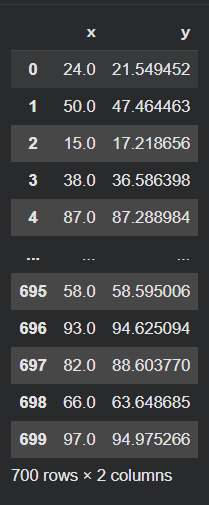 x y
0 24.0 21.549452
1 50.0 47.464463
2 15.0 17.218656
3 38.0 36.586398
4 87.0 87.288984
... ... ...
695 58.0 58.595006
696 93.0 94.625094
697 82.0 88.603770
698 66.0 63.648685
699 97.0 94.975266
700 rows × 2 columns